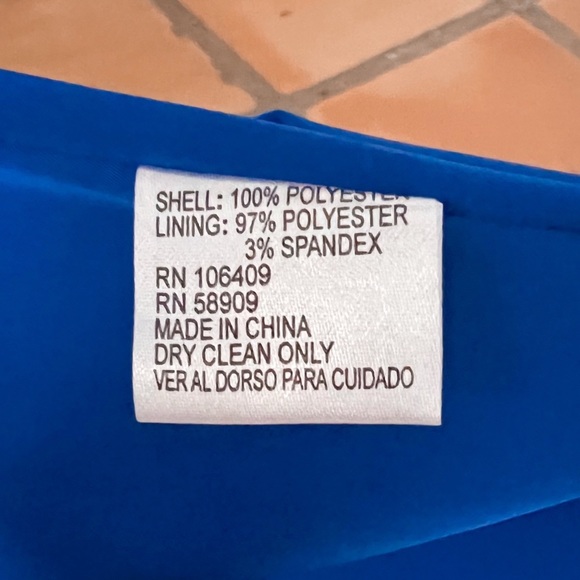 SHELL: 100% POLYESTER
LINING: 97% POLYESTER
3% SPANDEX
RN 106409
RN 58909
MADE IN CHINA
DRY CLEAN ONLY
VER AL DORSO PARA CUIDADO